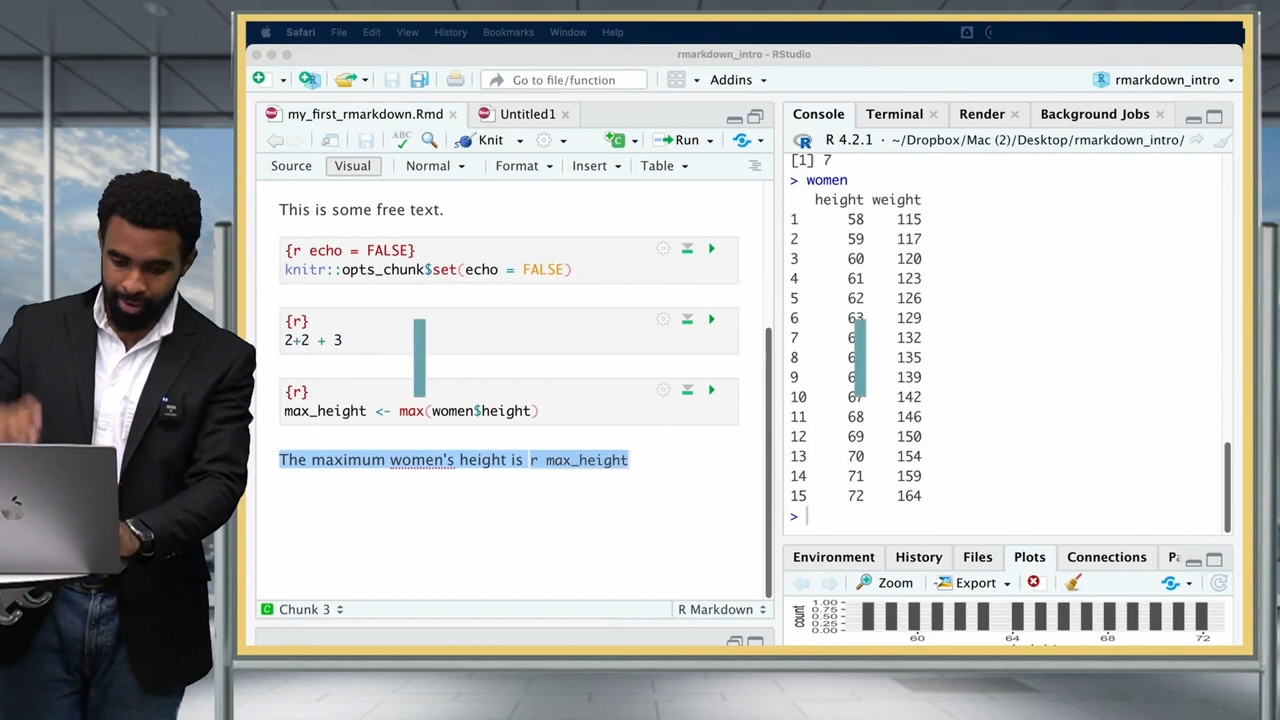 Safari File Edit View History Bookmarks Window Help
rmarkdown_intro - RStudio
Go to file/function
Addins
rmarkdown_intro
my_first_rmarkdown.Rmd
Untitled1
ABC
Knit
Run
Source Visual Normal Format Insert Table
This is some free text.
{r echo = FALSE}
knitr::opts_chunk$set(echo = FALSE)
{r}
2+2 + 3
{r}
max_height <- max(women$height)
The maximum women's height is r max_height
C Chunk 3
R Markdown
Console Terminal Render Background Jobs
R 4.2.1 · ~/Dropbox/Mac (2)/Desktop/rmarkdown_intro/
[1] 7
> women
height weight
1 58 115
2 59 117
3 60 120
4 61 123
5 62 126
6 63 129
7 132
8 135
9 139
10 67 142
11 68 146
12 69 150
13 70 154
14 71 159
15 72 164
>
Environment History Files Plots Connections
Zoom Export
count
1.00
0.75
0.50
0.25
0.00
60 64 68 72